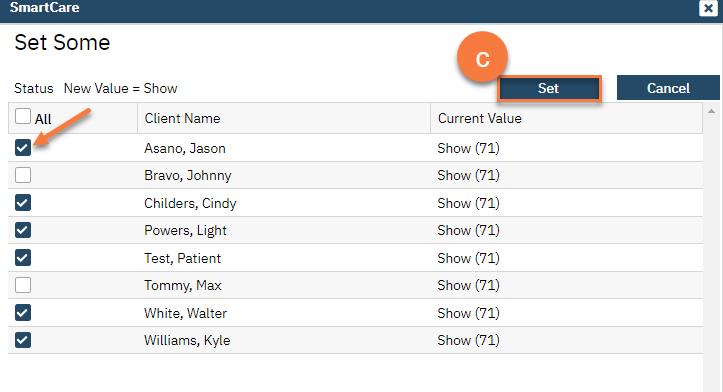 SmartCare
Set Some
C
Status New Value = Show
Set Cancel
All Client Name Current Value
Asano, Jason Show (71)
Bravo, Johnny Show (71)
Childers, Cindy Show (71)
Powers, Light Show (71)
Test, Patient Show (71)
Tommy, Max Show (71)
White, Walter Show (71)
Williams, Kyle Show (71)